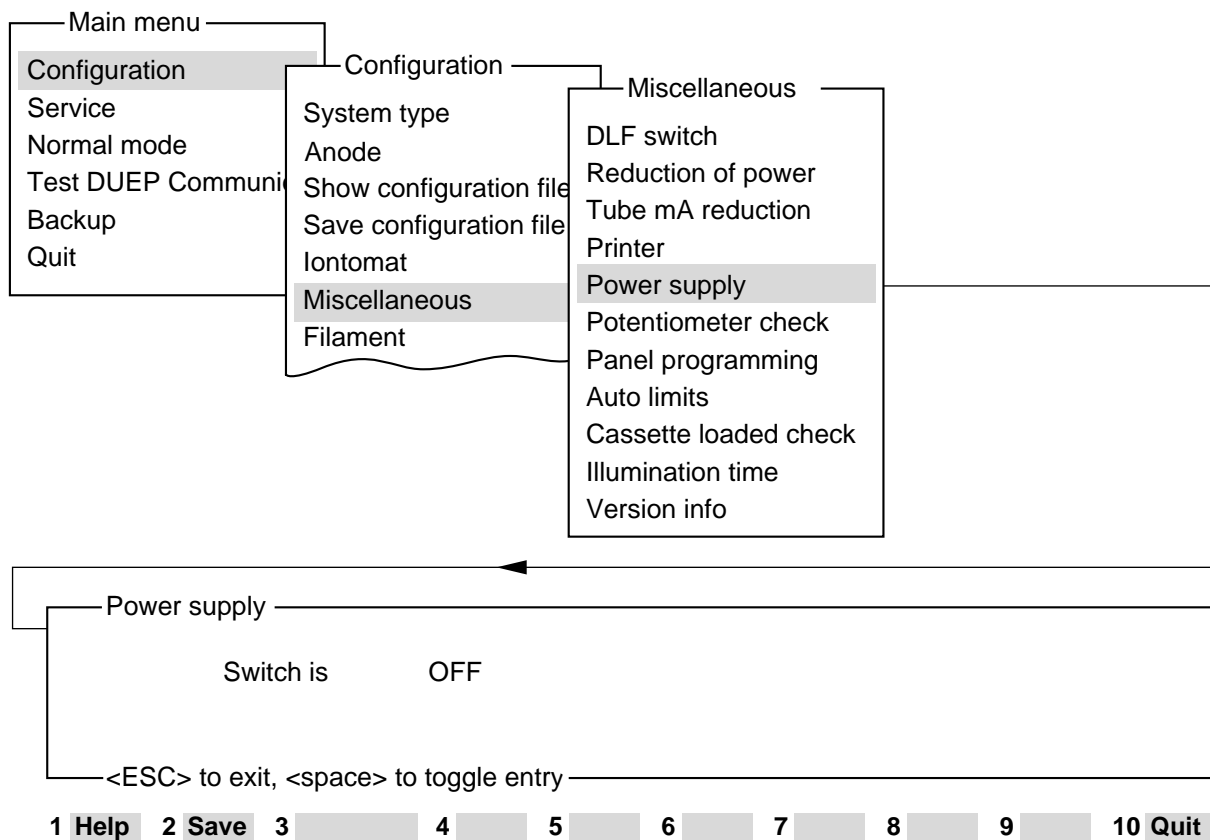 Main menu
Configuration
Service
Normal mode
Test DUEP Communi
Backup
Quit
Configuration
System type
Anode
Show configuration file
Save configuration file
Iontomat
Miscellaneous
Filament
Miscellaneous
DLF switch
Reduction of power
Tube mA reduction
Printer
Power supply
Potentiometer check
Panel programming
Auto limits
Cassette loaded check
Illumination time
Version info
Power supply
Switch is OFF
<ESC> to exit, <space> to toggle entry
1 Help 2 Save 3 4 5 6 7 8 9 10 Quit